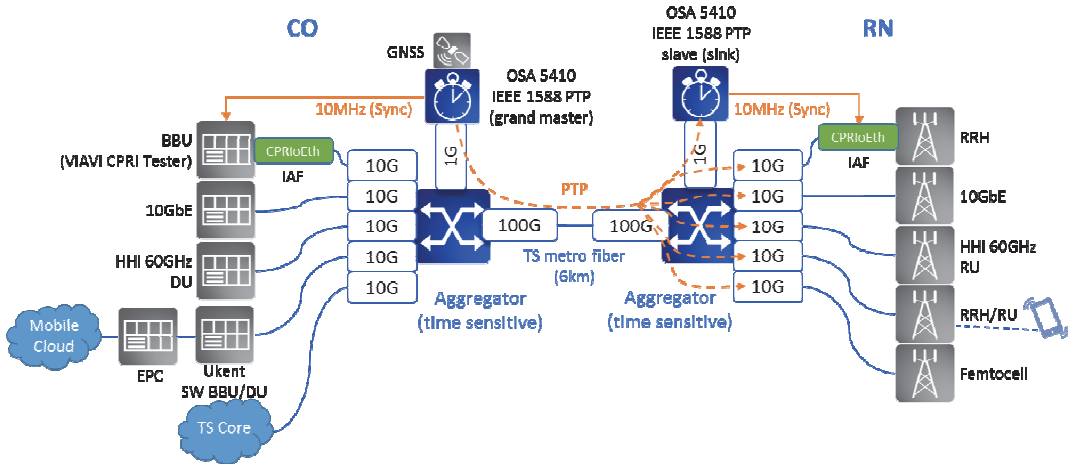 CO
GNSS
OSA 5410
IEEE 1588 PTP
(grand master)
10MHz (Sync)
BBU
(VIAVI CPRI Tester)
CPRIoEth
IAF
1G
10G
10G
10G
10G
10G
10GbE
HHI 60GHz
DU
Mobile
Cloud
EPC
Ukent
SW BBU/DU
TS Core
100G
Aggregator
(time sensitive)
PTP
TS metro fiber
(6km)
OSA 5410
IEEE 1588 PTP
slave (sink)
RN
10MHz (Sync)
1G
100G
Aggregator
(time sensitive)
10G
10G
10G
10G
10G
CPRIoEth
IAF
RRH
10GbE
HHI 60GHz
RU
RRH/RU
Femtocell